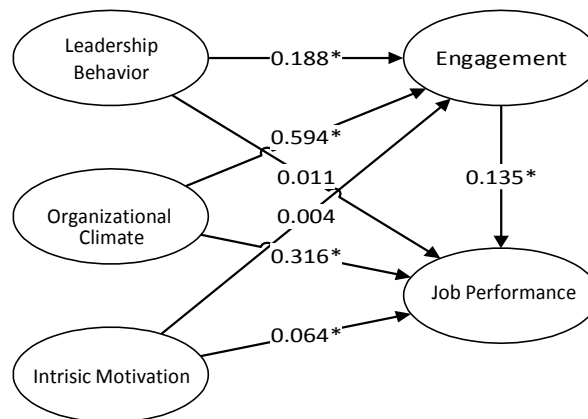 Leadership
Behavior
0.188*
Engagement
0.594*
0.011
0.135*
Organizational
Climate
0.004
0.316*
Job Performance
0.064*
Intrisic Motivation